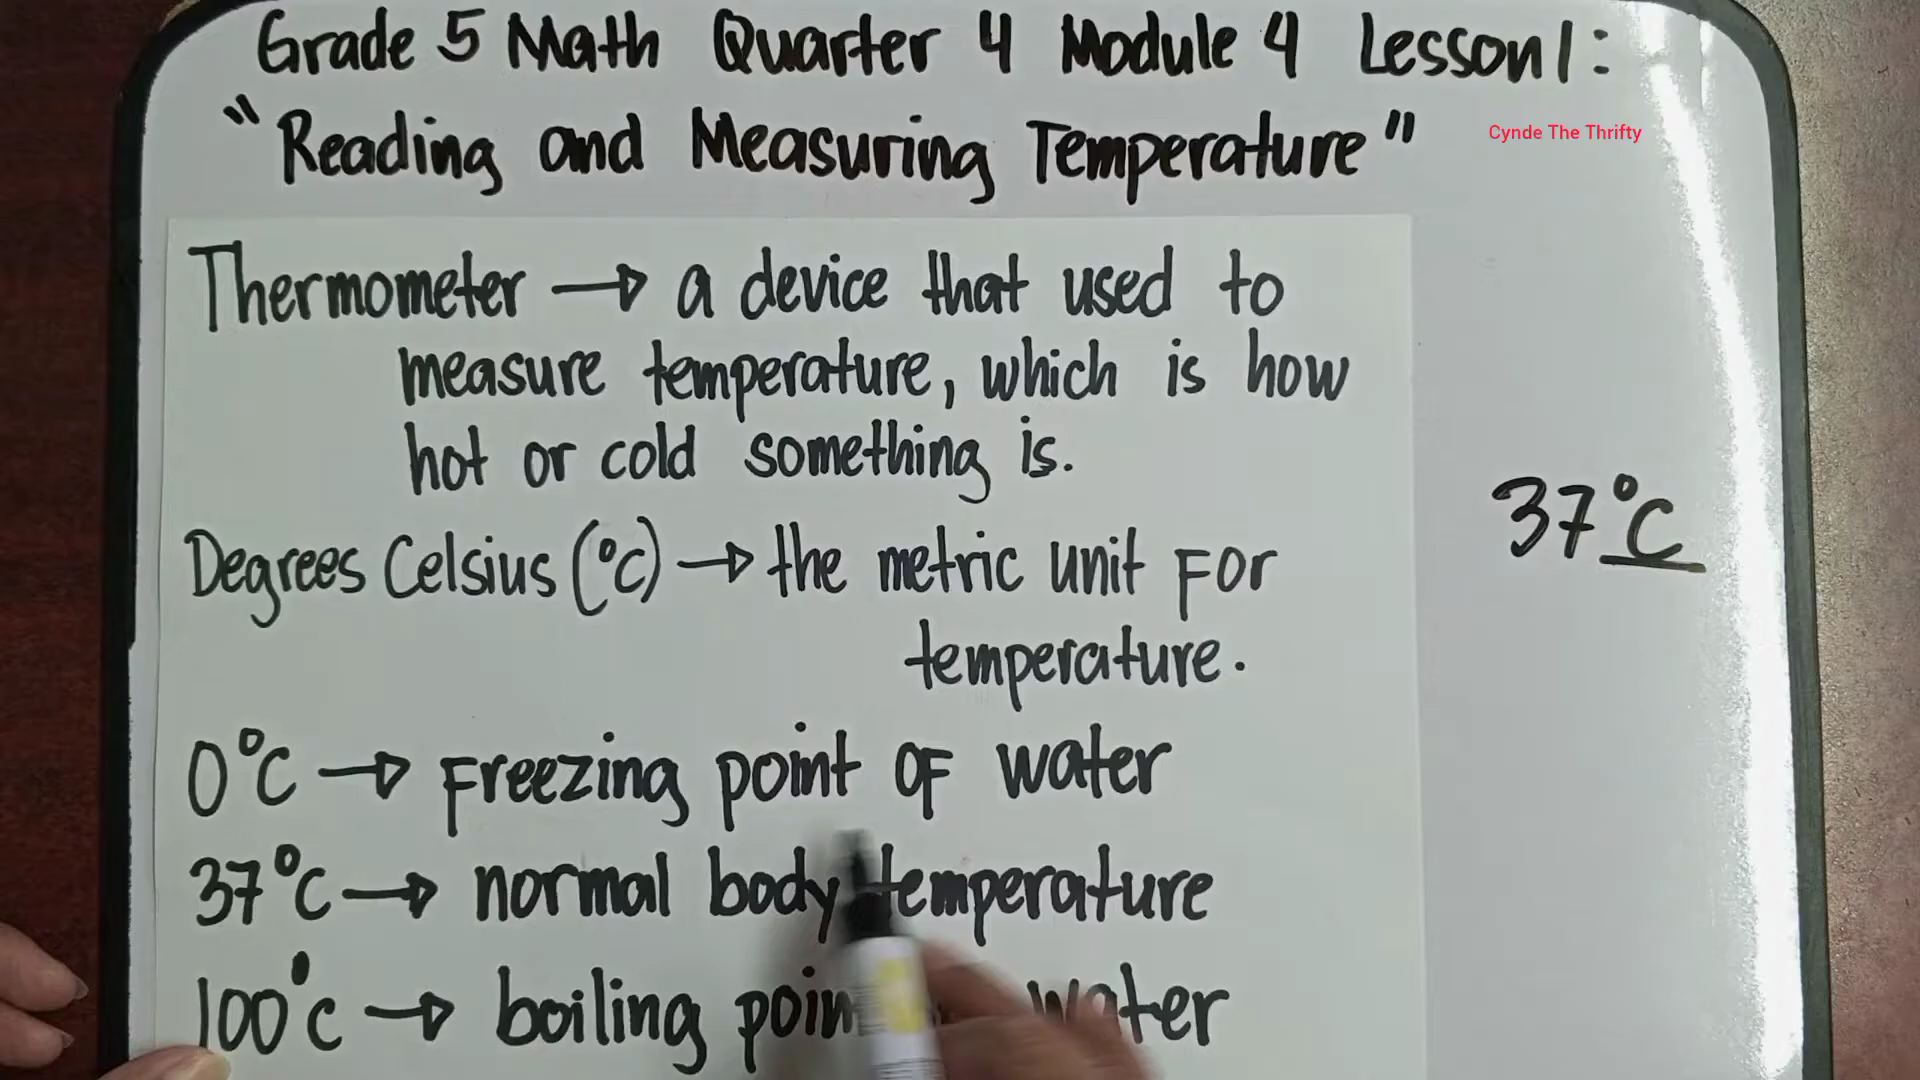 Grade 5 Math Quarter 4 Module 4 Lesson 1:
"Reading and Measuring Temperature"
Cynde The Thrifty
Thermometer → a device that used to
measure temperature, which is how
hot or cold something is.
Degrees Celsius (°C) → the metric unit for
temperature.
37°C
0°C → Freezing point of water
37°C → normal body temperature
100°C → boiling water